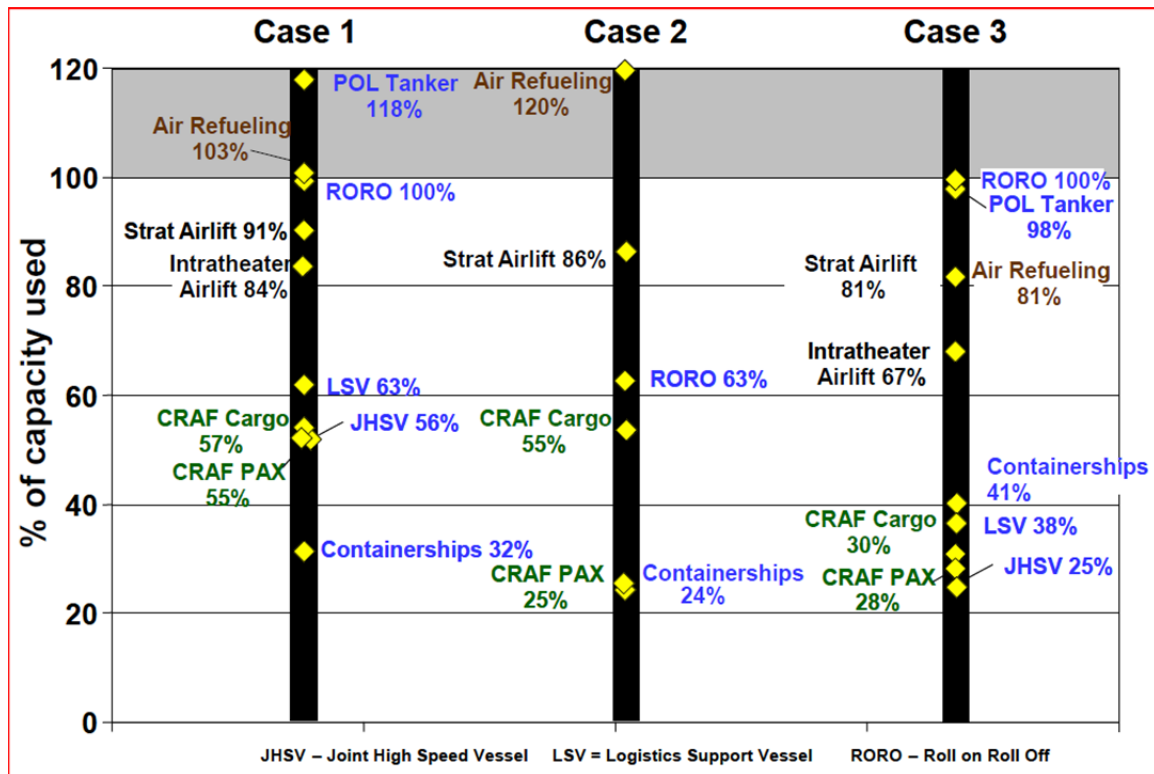 Case 1
Case 2
Case 3
% of capacity used
120
100
80
60
40
20
0
POL Tanker
118%
Air Refueling
103%
RORO 100%
Strat Airlift 91%
Intratheater
Airlift 84%
LSV 63%
CRAF Cargo
57%
JHSV 56%
CRAF PAX
55%
Containerships 32%
Air Refueling
120%
Strat Airlift 86%
RORO 63%
CRAF Cargo
55%
CRAF PAX
25%
Containerships
24%
RORO 100%
POL Tanker
98%
Strat Airlift
81%
Air Refueling
81%
Intratheater
Airlift 67%
Containerships
41%
CRAF Cargo
30%
LSV 38%
CRAF PAX
28%
JHSV 25%
JHSV – Joint High Speed Vessel
LSV = Logistics Support Vessel
RORO – Roll on Roll Off